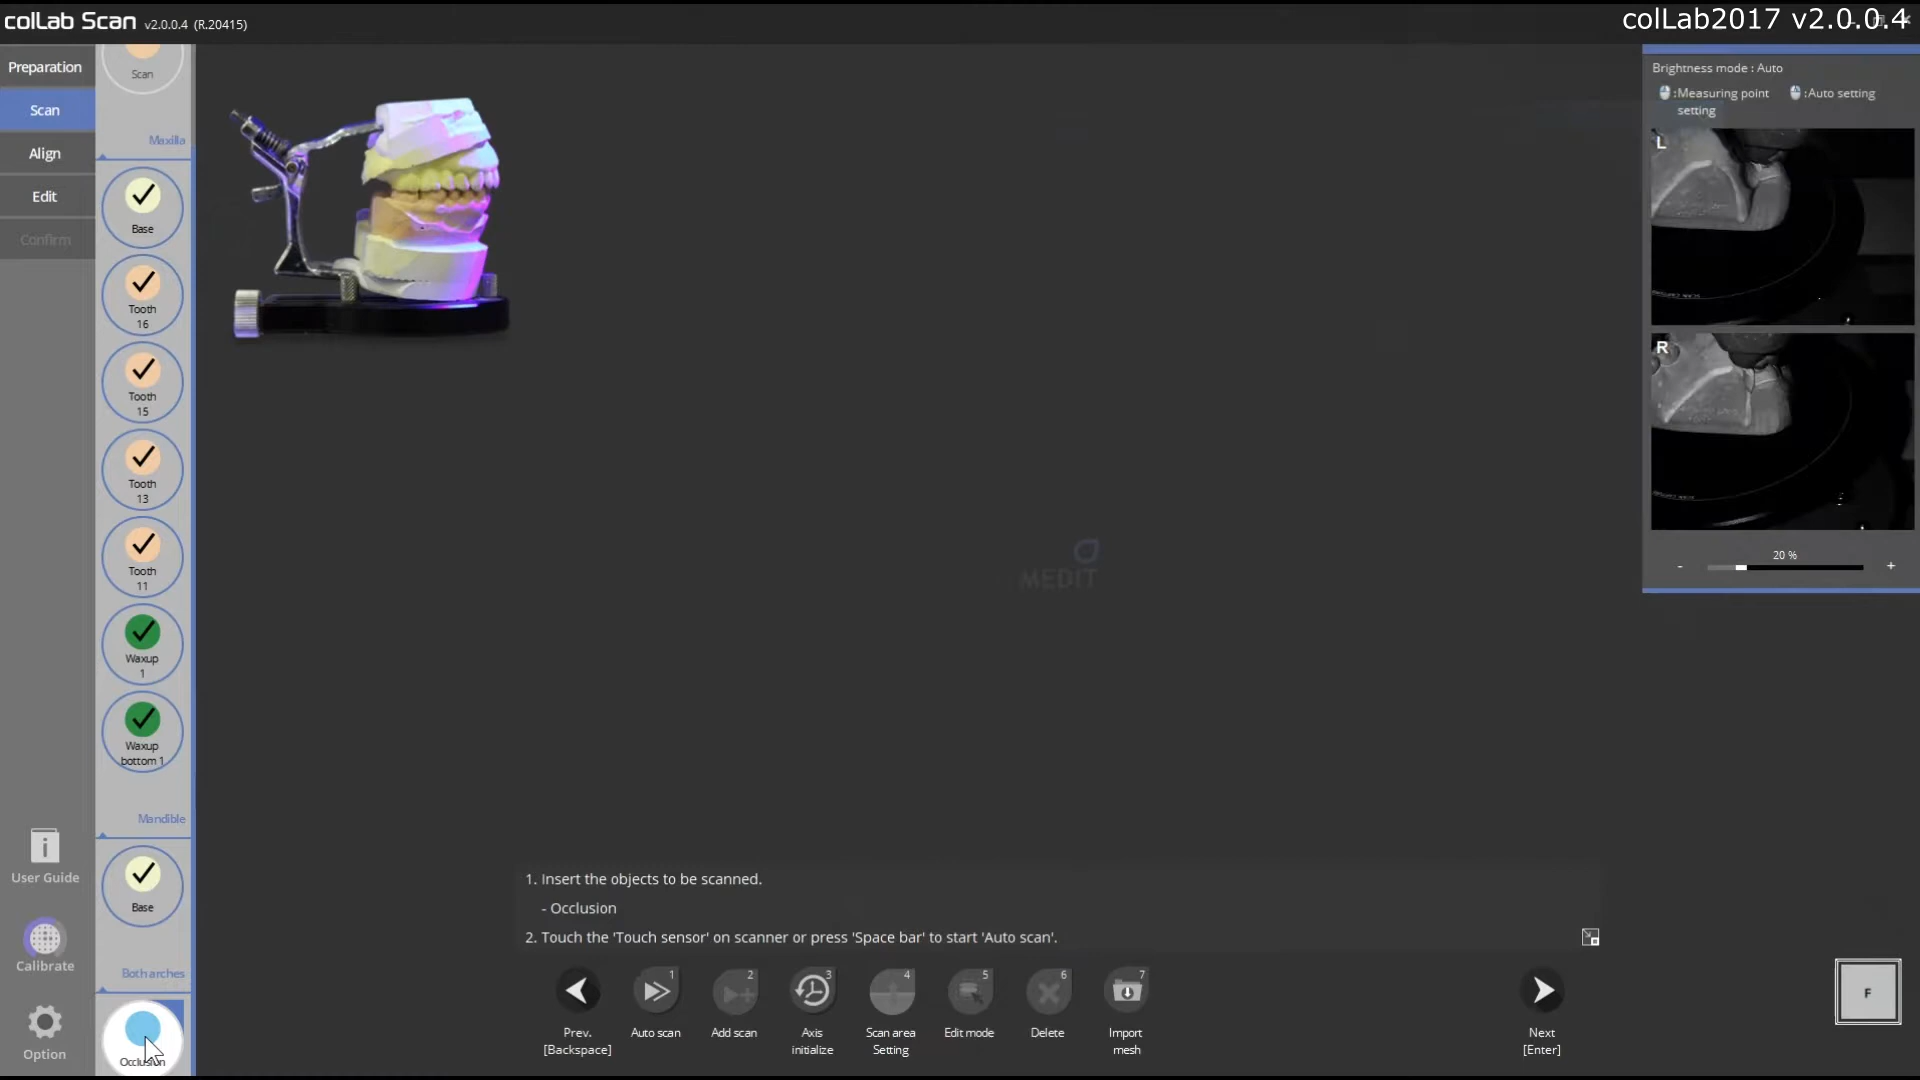 colLab Scan v2.0.0.4 (R.20415)
colLab2017 v2.0.0.4
Preparation
Scan
Align
Edit
Confirm
User Guide
Calibrate
Option
Scan
Maxilla
Base
Tooth
16
Tooth
15
Tooth
13
Tooth
11
Waxup
1
Waxup
bottom 1
Mandible
Base
Both arches
Occlusion
MEDIT
1. Insert the objects to be scanned.
- Occlusion
2. Touch the 'Touch sensor' on scanner or press 'Space bar' to start 'Auto scan'.
Prev.
[Backspace]
1
Auto scan
2
Add scan
3
Axis
initialize
4
Scan area
Setting
5
Edit mode
6
Delete
7
Import
mesh
Next
[Enter]
Brightness mode : Auto
:Measuring point
setting
:Auto setting
L
R
20 %
- +
F